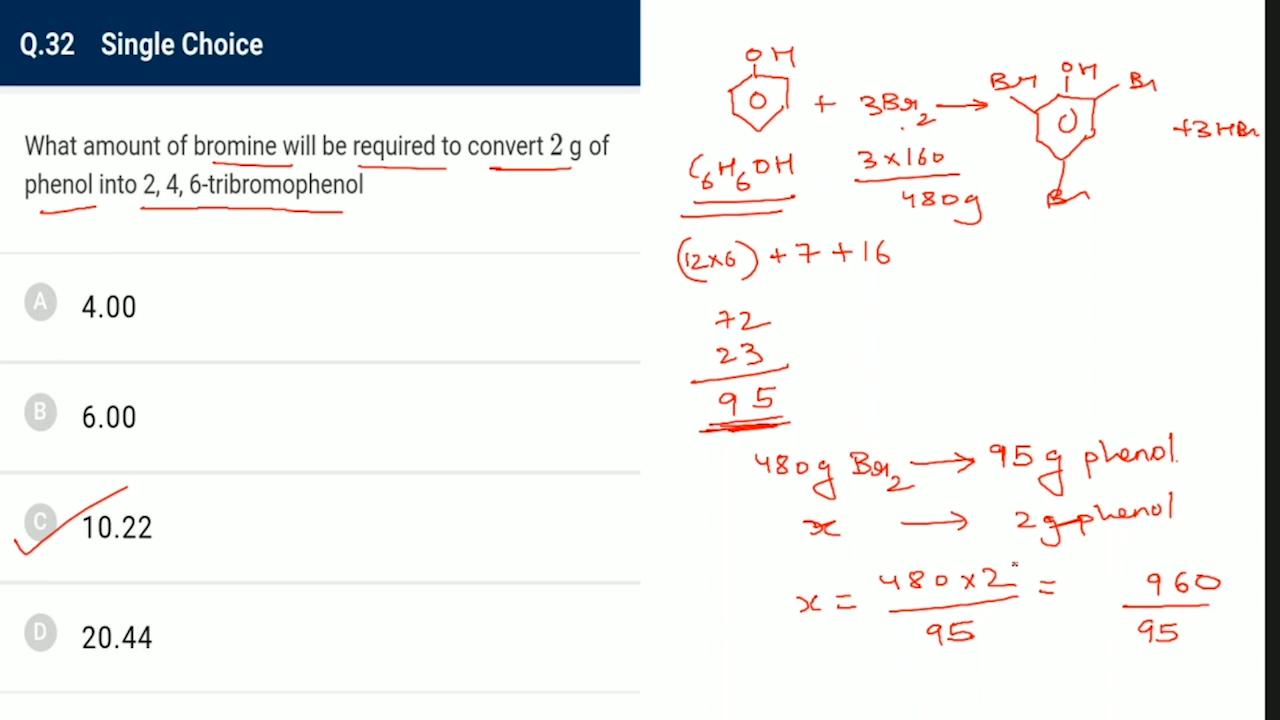 Q.32 Single Choice
What amount of bromine will be required to convert 2 g of
phenol into 2, 4, 6-tribromophenol
A 4.00
B 6.00
C 10.22
D 20.44
OH
+ 3Br₂ →
Br OH Br
Br
+3HBr
C₆H₆OH
3×160
480g
(12×6) + 7 + 16
72
23
95
480g Br₂ → 95g phenol
x → 2g phenol
x = 480×2 / 95 = 960 / 95